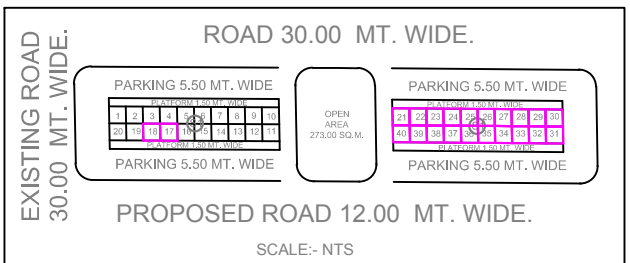 ROAD 30.00 MT. WIDE.
EXISTING ROAD
30.00 MT. WIDE.
PARKING 5.50 MT. WIDE
PLATFORM 1.50 MT. WIDE
1 2 3 4 5 6 7 8 9 10
20 19 18 17 16 15 14 13 12 11
PLATFORM 1.50 MT. WIDE
PARKING 5.50 MT. WIDE
OPEN
AREA
273.00 SQ.M.
PARKING 5.50 MT. WIDE
PLATFORM 1.50 MT. WIDE
21 22 23 24 25 26 27 28 29 30
40 39 38 37 36 35 34 33 32 31
PLATFORM 1.50 MT. WIDE
PARKING 5.50 MT. WIDE
PROPOSED ROAD 12.00 MT. WIDE.
SCALE:- NTS